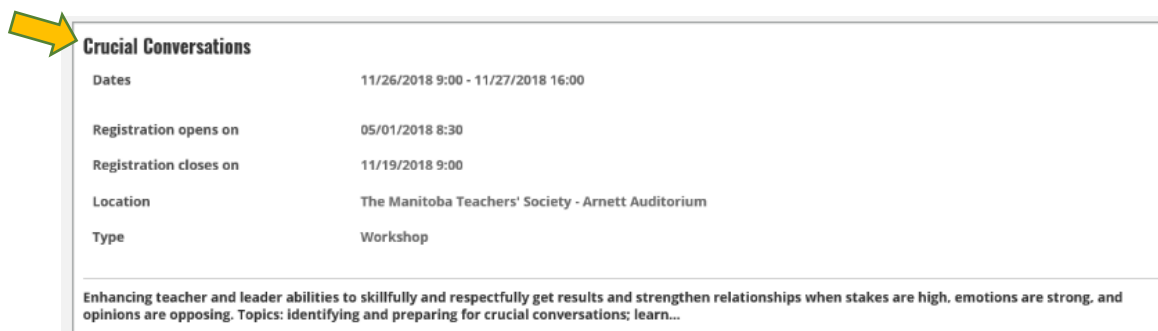 Crucial Conversations
Dates 11/26/2018 9:00 - 11/27/2018 16:00
Registration opens on 05/01/2018 8:30
Registration closes on 11/19/2018 9:00
Location The Manitoba Teachers' Society - Arnett Auditorium
Type Workshop
Enhancing teacher and leader abilities to skillfully and respectfully get results and strengthen relationships when stakes are high, emotions are strong, and
opinions are opposing. Topics: identifying and preparing for crucial conversations; learn...